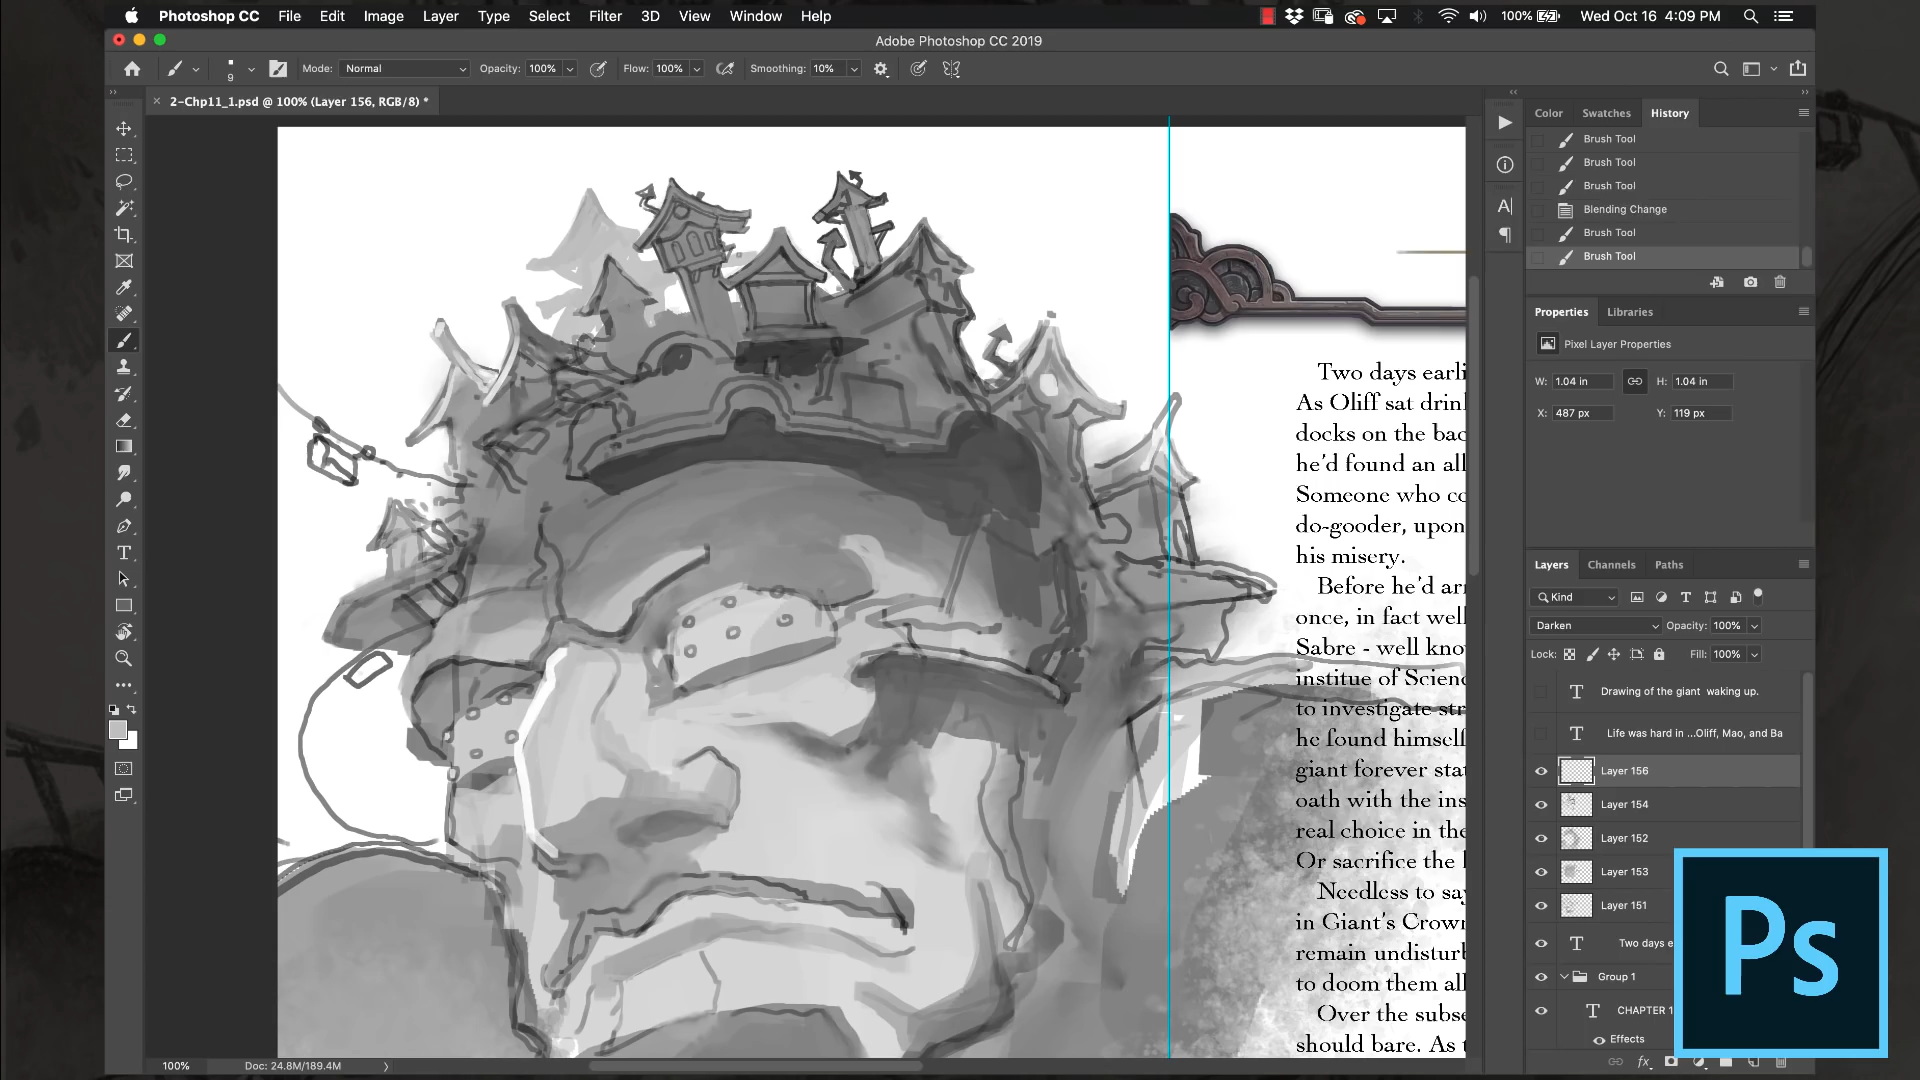 Photoshop CC File Edit Image Layer Type Select Filter 3D View Window Help 100% Wed Oct 16 4:09 PM
Adobe Photoshop CC 2019
9 Mode: Normal Opacity: 100% Flow: 100% Smoothing: 10%
2-Chp11_1.psd @ 100% (Layer 156, RGB/8) *
Color Swatches History
Brush Tool
Brush Tool
Brush Tool
Blending Change
Brush Tool
Brush Tool
Properties Libraries
Pixel Layer Properties
W: 1.04 in H: 1.04 in
X: 487 px Y: 119 px
Two days earli
As Oliff sat drin
docks on the bac
he'd found an all
Someone who co
do-gooder, upon
his misery.
Before he'd arr
once, in fact well
Sabre - well know
institue of Scienc
to investigate str
he found himself
giant forever stat
oath with the ins
real choice in the
Or sacrifice the
Needless to say
in Giant's Crown
remain undisturb
to doom them all
Over the subse
should bare. As t
Layers Channels Paths
Kind
Darken Opacity: 100%
Lock: Fill: 100%
Drawing of the giant waking up.
Life was hard in ...Oliff, Mao, and Ba
Layer 156
Layer 154
Layer 152
Layer 153
Layer 151
Two days e
Group 1
CHAPTER 1
Effects
fx
Ps
100% Doc: 24.8M/189.4M